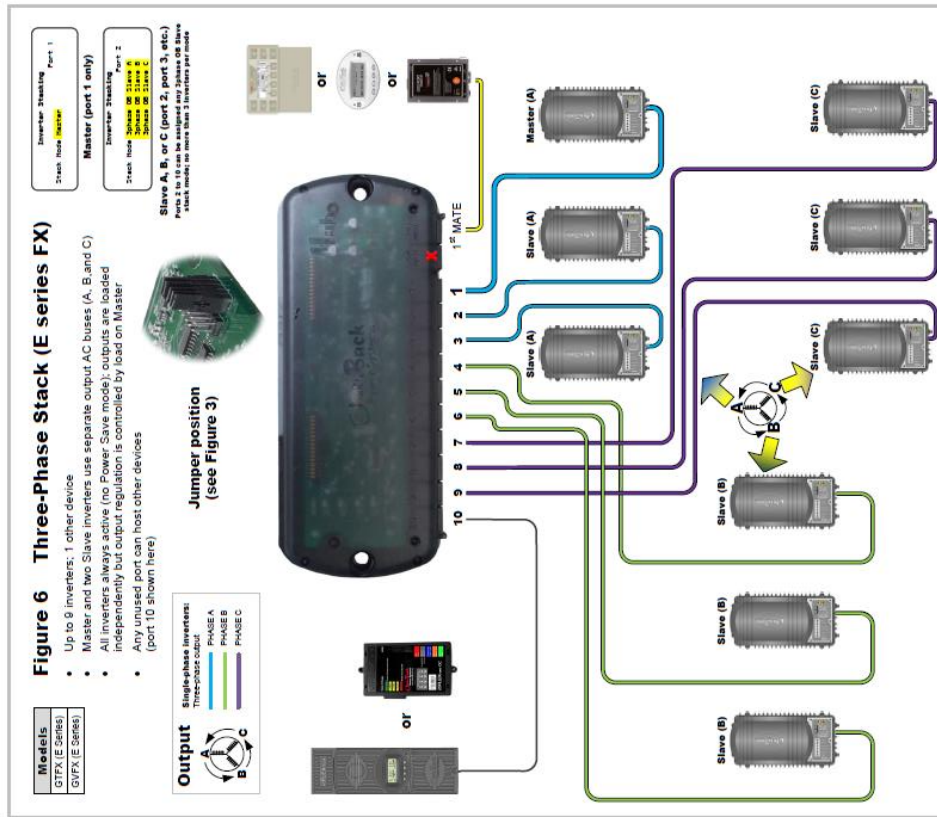 Figure 6 Three-Phase Stack (E series FX)
Models
GTFX (E Series)
GVFX (E Series)
• Up to 9 inverters; 1 other device
• Master and two Slave inverters use separate output AC buses (A, B,and C)
• All inverters always active (no Power Save mode); outputs are loaded
independently but output regulation is controlled by load on Master
• Any unused port can host other devices
(port 10 shown here)
Inverter Stacking
Port 1
Stack Mode Master
Master (port 1 only)
Inverter Stacking
Port 2
Stack Mode 3phase OB Slave A
3phase OB Slave B
3phase OB Slave C
Slave A, B, or C (port 2, port 3, etc.)
Ports 2 to 10 can be assigned any 3phase OB Slave
stack mode; no more than 3 inverters per mode
Output
A
B
C
Single-phase inverters:
Three-phase output
PHASE A
PHASE B
PHASE C
Jumper position
(see Figure 3)
or
or
or
OutBack
Hub
X
10 9 8 7 6 5 4 3 2 1 1st MATE
Master (A)
Slave (A)
Slave (A)
Slave (B)
Slave (B)
Slave (B)
A
B
C
Slave (C)
Slave (C)
Slave (C)